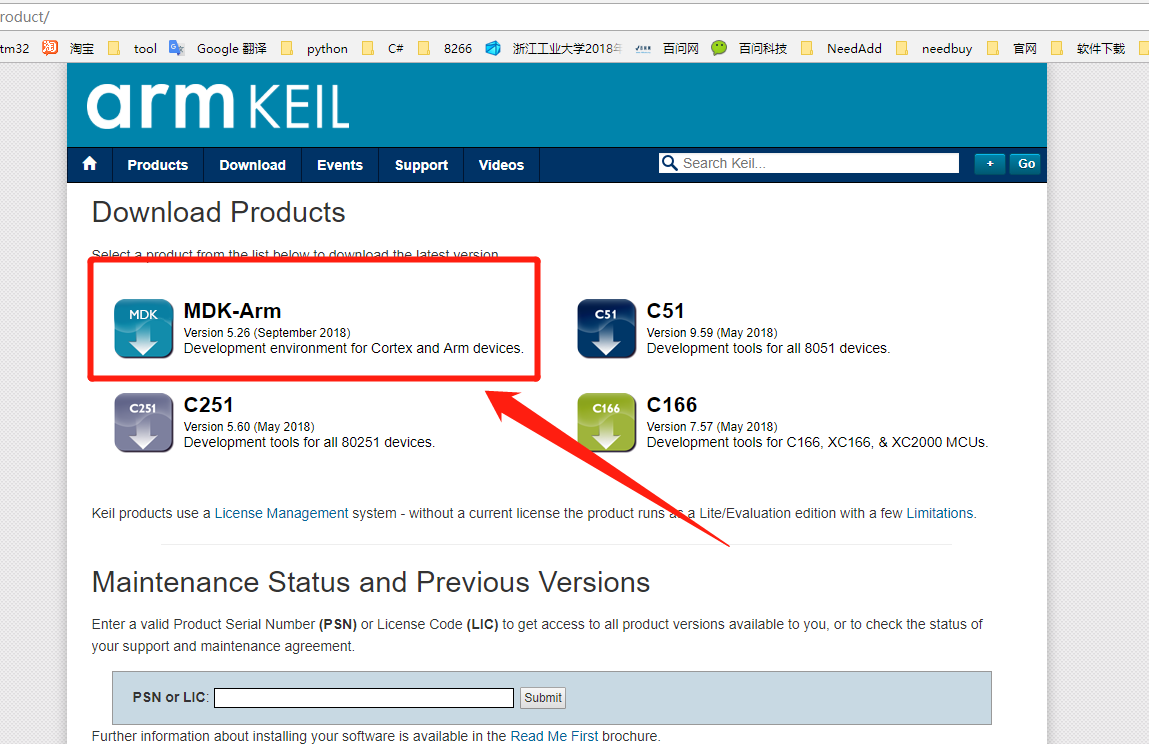 roduct/
tm32 淘 淘宝 tool Google 翻译 python C# 8266 浙江工业大学2018年 百问网 百问科技 NeedAdd needbuy 官网 软件下载
arm KEIL
Products Download Events Support Videos Search Keil... + Go
Download Products
Select a product from the list below to download the latest version.
MDK MDK-Arm
Version 5.26 (September 2018)
Development environment for Cortex and Arm devices.
C51 C51
Version 9.59 (May 2018)
Development tools for all 8051 devices.
C251 C251
Version 5.60 (May 2018)
Development tools for all 80251 devices.
C166 C166
Version 7.57 (May 2018)
Development tools for C166, XC166, & XC2000 MCUs.
Keil products use a License Management system - without a current license the product runs as a Lite/Evaluation edition with a few Limitations.
Maintenance Status and Previous Versions
Enter a valid Product Serial Number (PSN) or License Code (LIC) to get access to all product versions available to you, or to check the status of
your support and maintenance agreement.
PSN or LIC: Submit
Further information about installing your software is available in the Read Me First brochure.